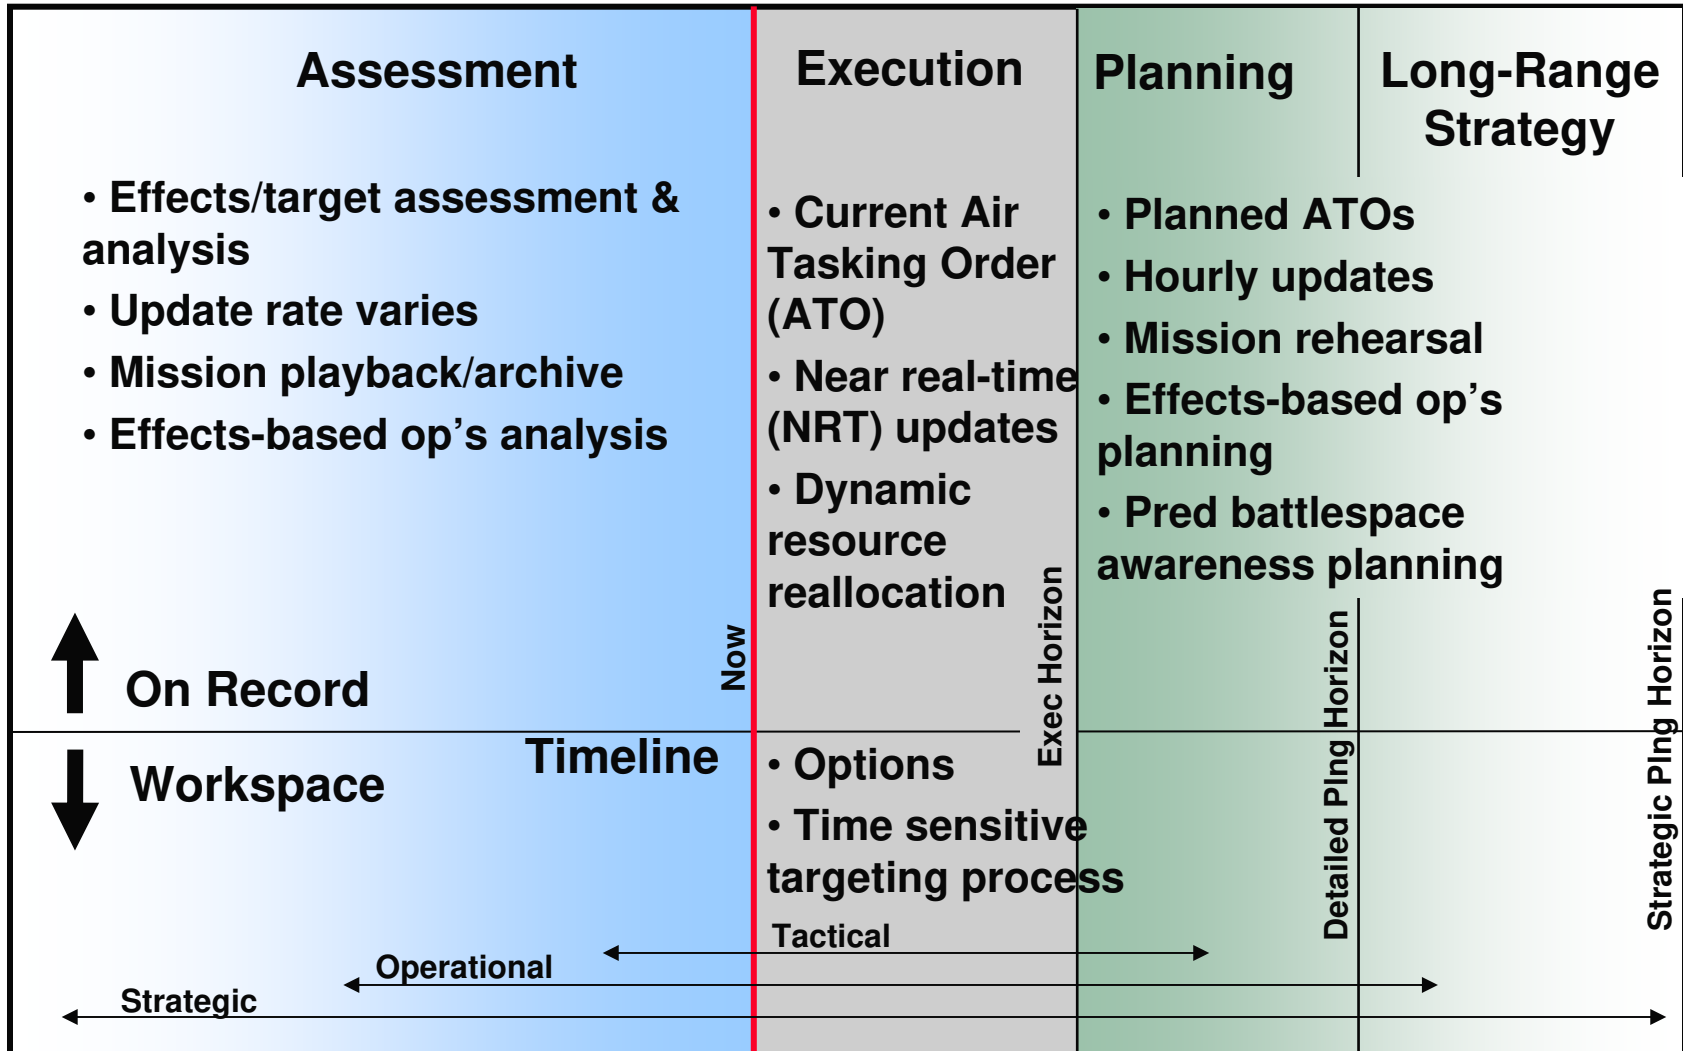 Assessment
Execution
Planning
Long-Range
Strategy
• Effects/target assessment &
analysis
• Update rate varies
• Mission playback/archive
• Effects-based op’s analysis
• Current Air
Tasking Order
(ATO)
• Near real-time
(NRT) updates
• Dynamic
resource
reallocation
• Planned ATOs
• Hourly updates
• Mission rehearsal
• Effects-based op’s
planning
• Pred battlespace
awareness planning
Now
Exec Horizon
Detailed Plng Horizon
Strategic Plng Horizon
On Record
Timeline
Workspace
• Options
• Time sensitive
targeting process
Tactical
Operational
Strategic